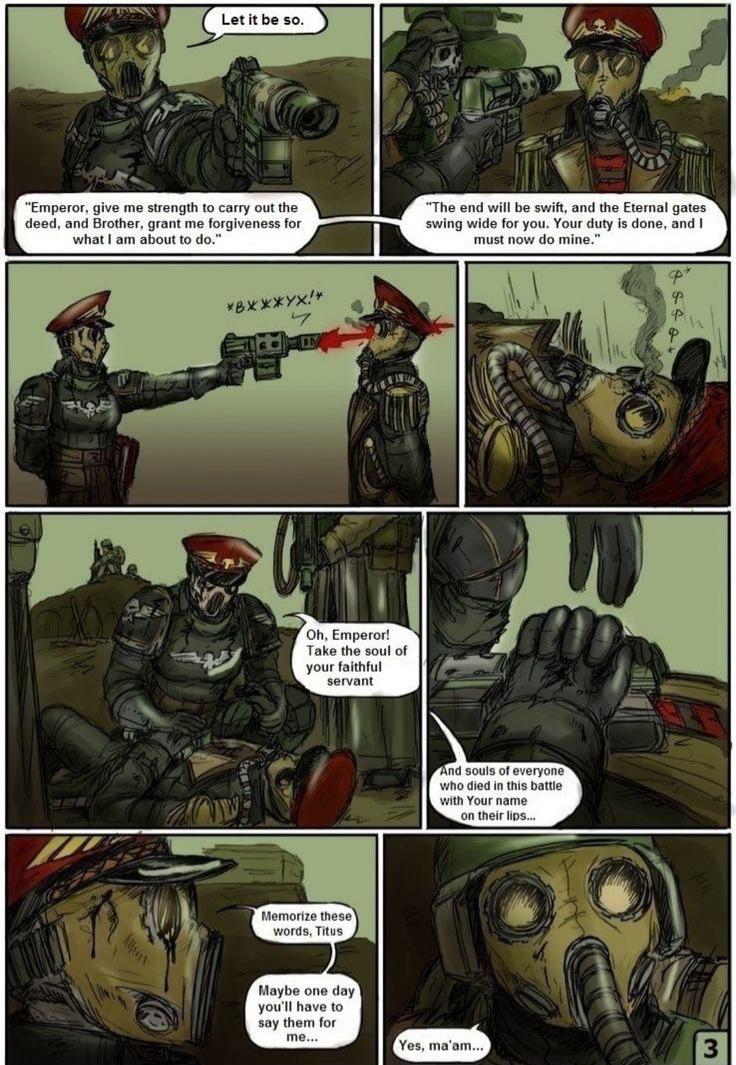 Let it be so.
"Emperor, give me strength to carry out the
deed, and Brother, grant me forgiveness for
what I am about to do."
"The end will be swift, and the Eternal gates
swing wide for you. Your duty is done, and I
must now do mine."
*ВЖЖЖУХ!*
*Ф
Ф
Ф
Ф*
Oh, Emperor!
Take the soul of
your faithful
servant
And souls of everyone
who died in this battle
with Your name
on their lips...
Memorize these
words, Titus
Maybe one day
you'll have to
say them for
me...
Yes, ma'am...
3